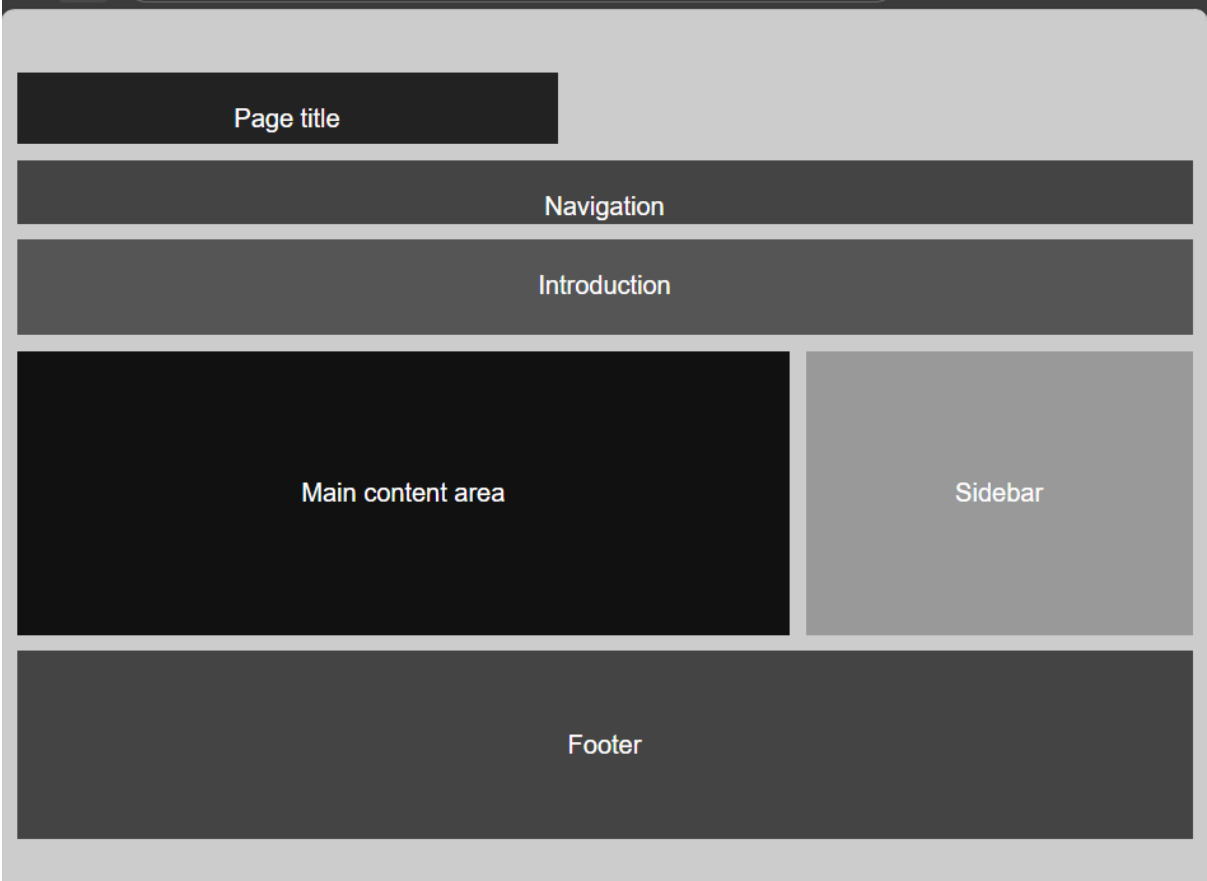 Page title
Navigation
Introduction
Main content area
Sidebar
Footer